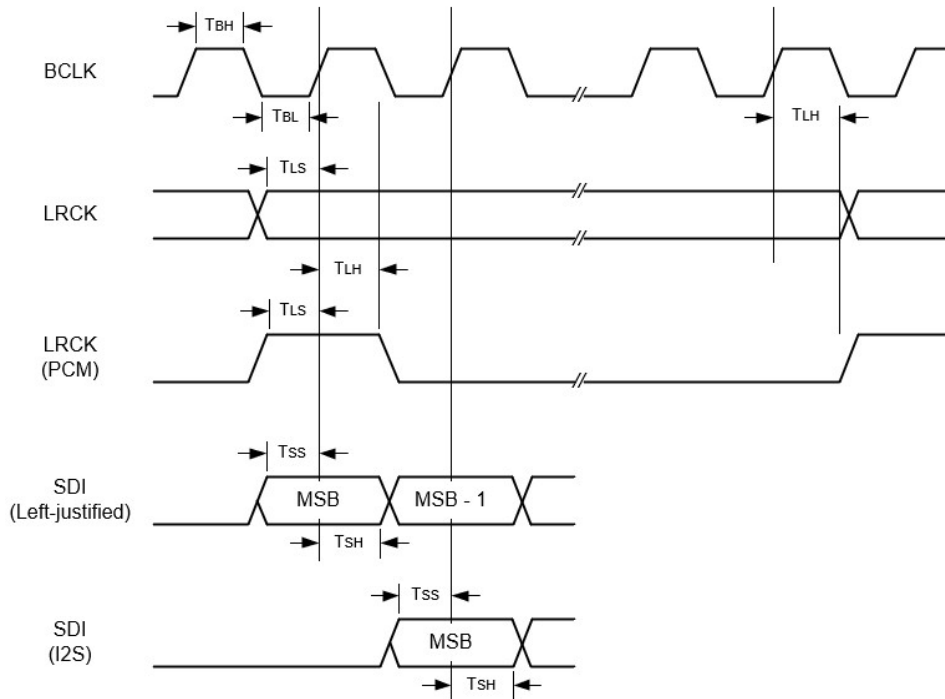 TBH
BCLK
TBL
TLH
TLS
LRCK
TLH
TLS
LRCK
(PCM)
TSS
SDI
(Left-justified)
MSB
MSB - 1
TSH
TSS
SDI
(I2S)
MSB
TSH